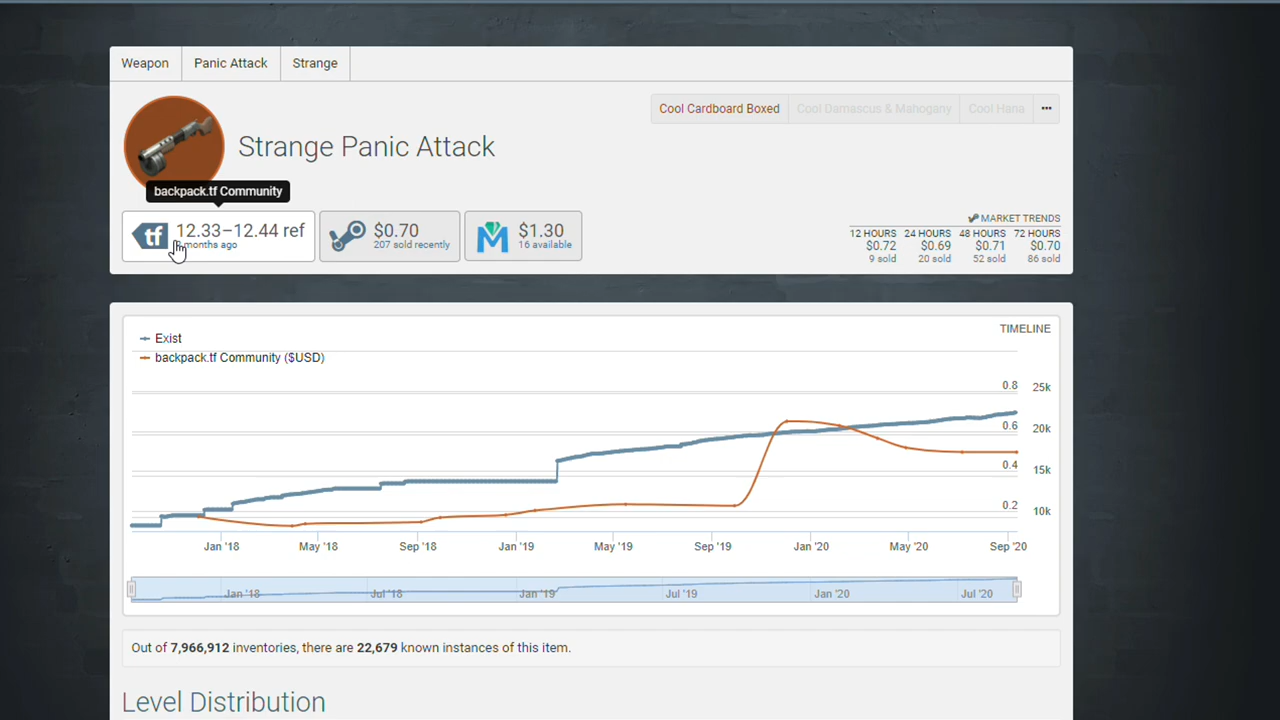 Weapon Panic Attack Strange
Cool Cardboard Boxed Cool Damascus & Mahogany Cool Hana •••
Strange Panic Attack
backpack.tf Community
tf 12.33–12.44 ref
months ago
$0.70
207 sold recently
$1.30
16 available
MARKET TRENDS
12 HOURS 24 HOURS 48 HOURS 72 HOURS
$0.72 $0.69 $0.71 $0.70
9 sold 20 sold 52 sold 86 sold
Exist
TIMELINE
backpack.tf Community ($USD)
0.8 25k
0.6 20k
0.4 15k
0.2 10k
Jan '18 May '18 Sep '18 Jan '19 May '19 Sep '19 Jan '20 May '20 Sep '20
Jan '18 Jul '18 Jan '19 Jul '19 Jan '20 Jul '20
Out of 7,966,912 inventories, there are 22,679 known instances of this item.
Level Distribution